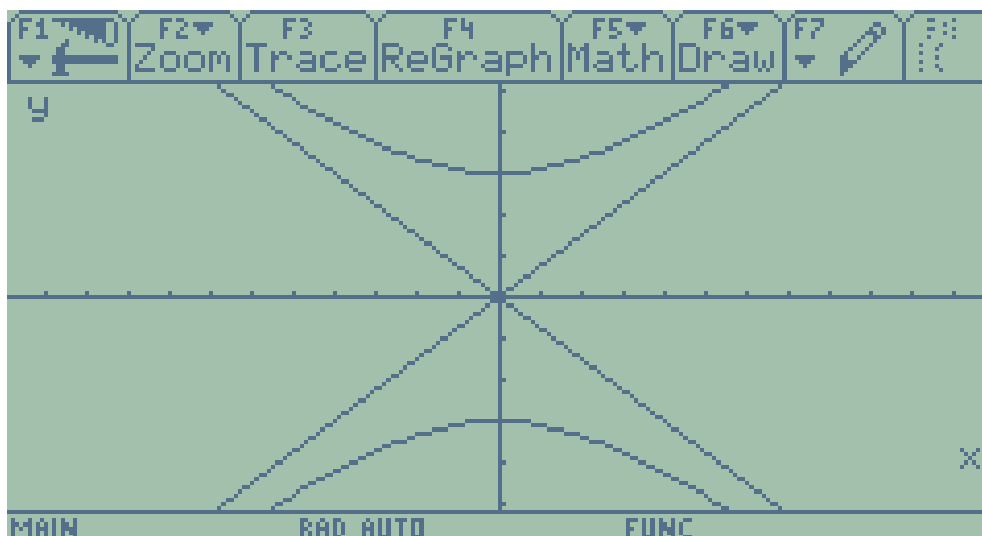 F1 F2 F3 F4 F5 F6 F7
Zoom Trace ReGraph Math Draw
y
x
MAIN RAD AUTO FUNC